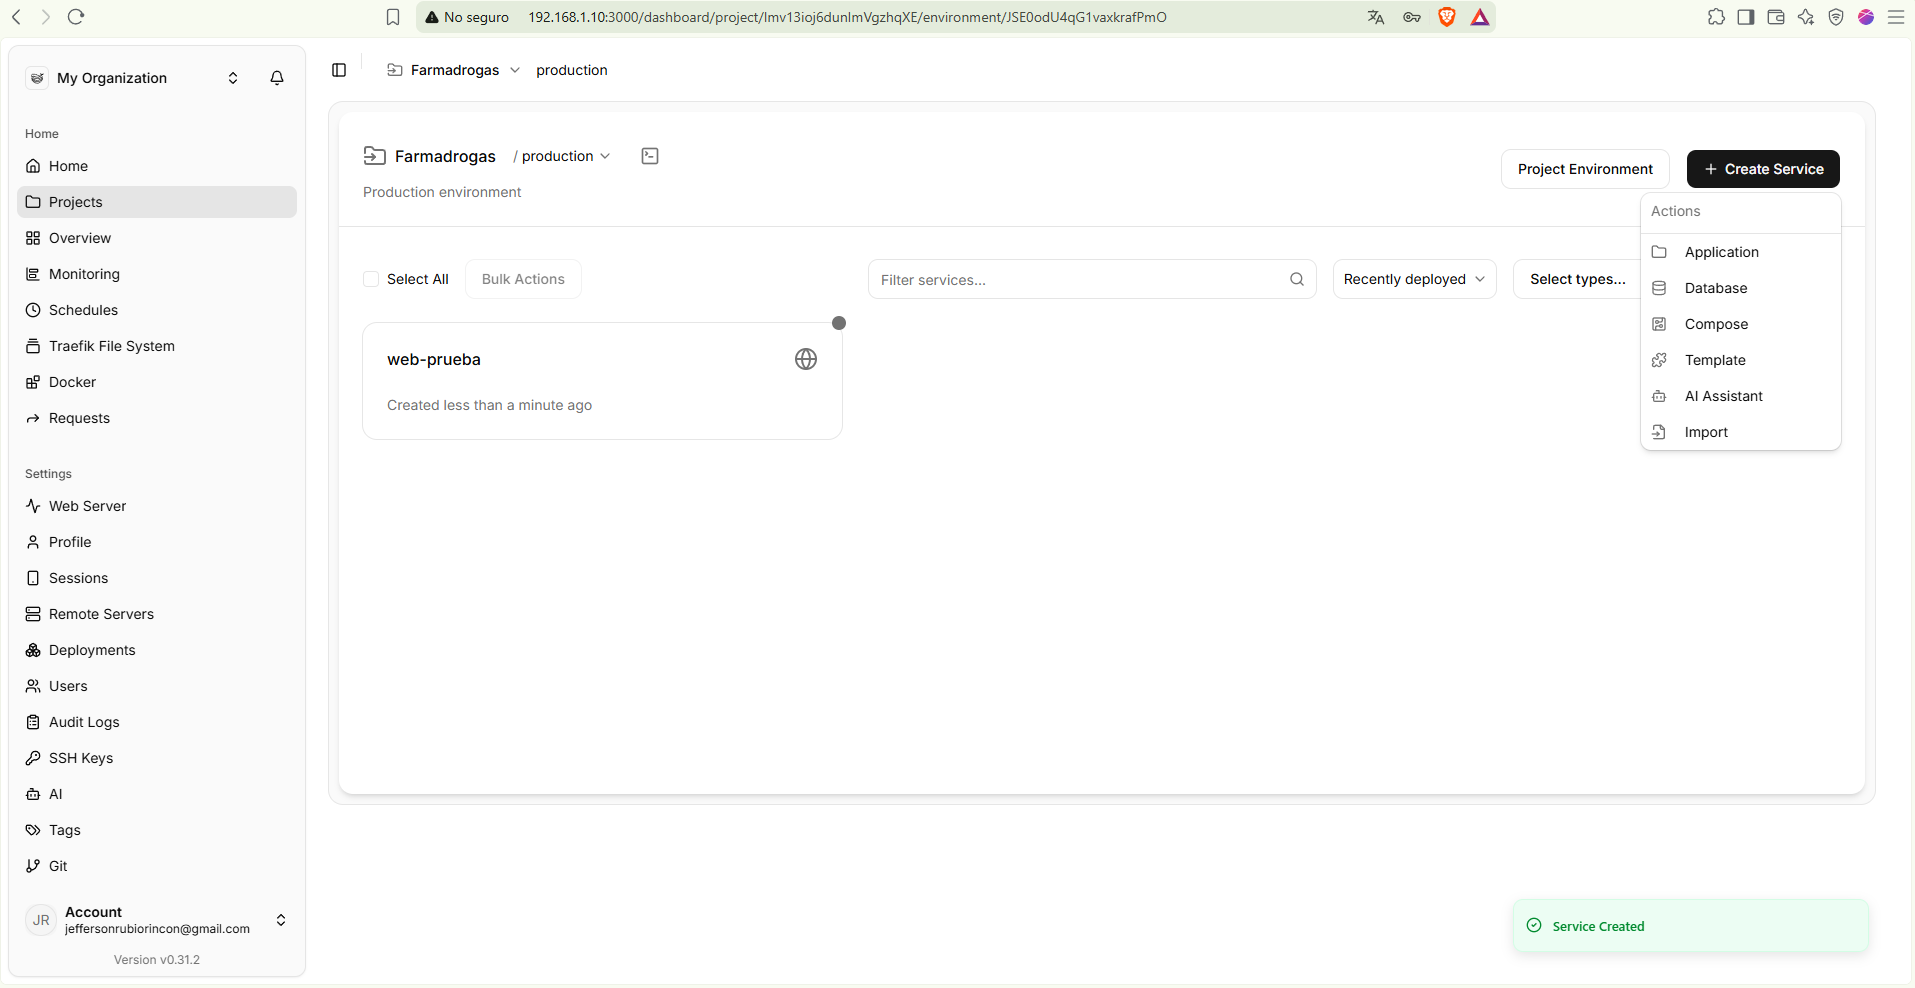 No seguro 192.168.1.10:3000/dashboard/project/Imv13ioj6dunImVgzhqXE/environment/JSE0odU4qG1vaxkrafPmO
My Organization
Farmadrogas production
Home
Home
Projects
Overview
Monitoring
Schedules
Traefik File System
Docker
Requests
Settings
Web Server
Profile
Sessions
Remote Servers
Deployments
Users
Audit Logs
SSH Keys
AI
Tags
Git
JR
Account
jeffersonrubiorincon@gmail.com
Version v0.31.2
Farmadrogas / production
Production environment
Project Environment
+ Create Service
Actions
Application
Database
Compose
Template
AI Assistant
Import
Select All
Bulk Actions
Filter services...
Recently deployed
Select types...
web-prueba
Created less than a minute ago
Service Created